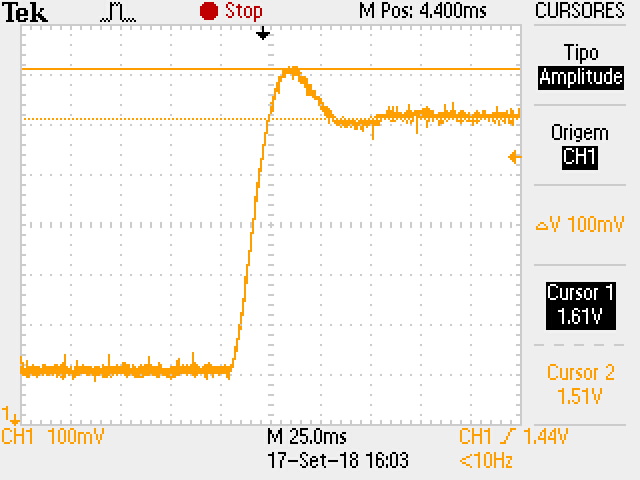 Tek Stop M Pos: 4.400ms CURSORES
Tipo
Amplitude
Origem
CH1
△V 100mV
Cursor 1
1.61V
Cursor 2
1.51V
1
CH1 100mV M 25.0ms CH1 1.44V
17-Set-18 16:03 <10Hz